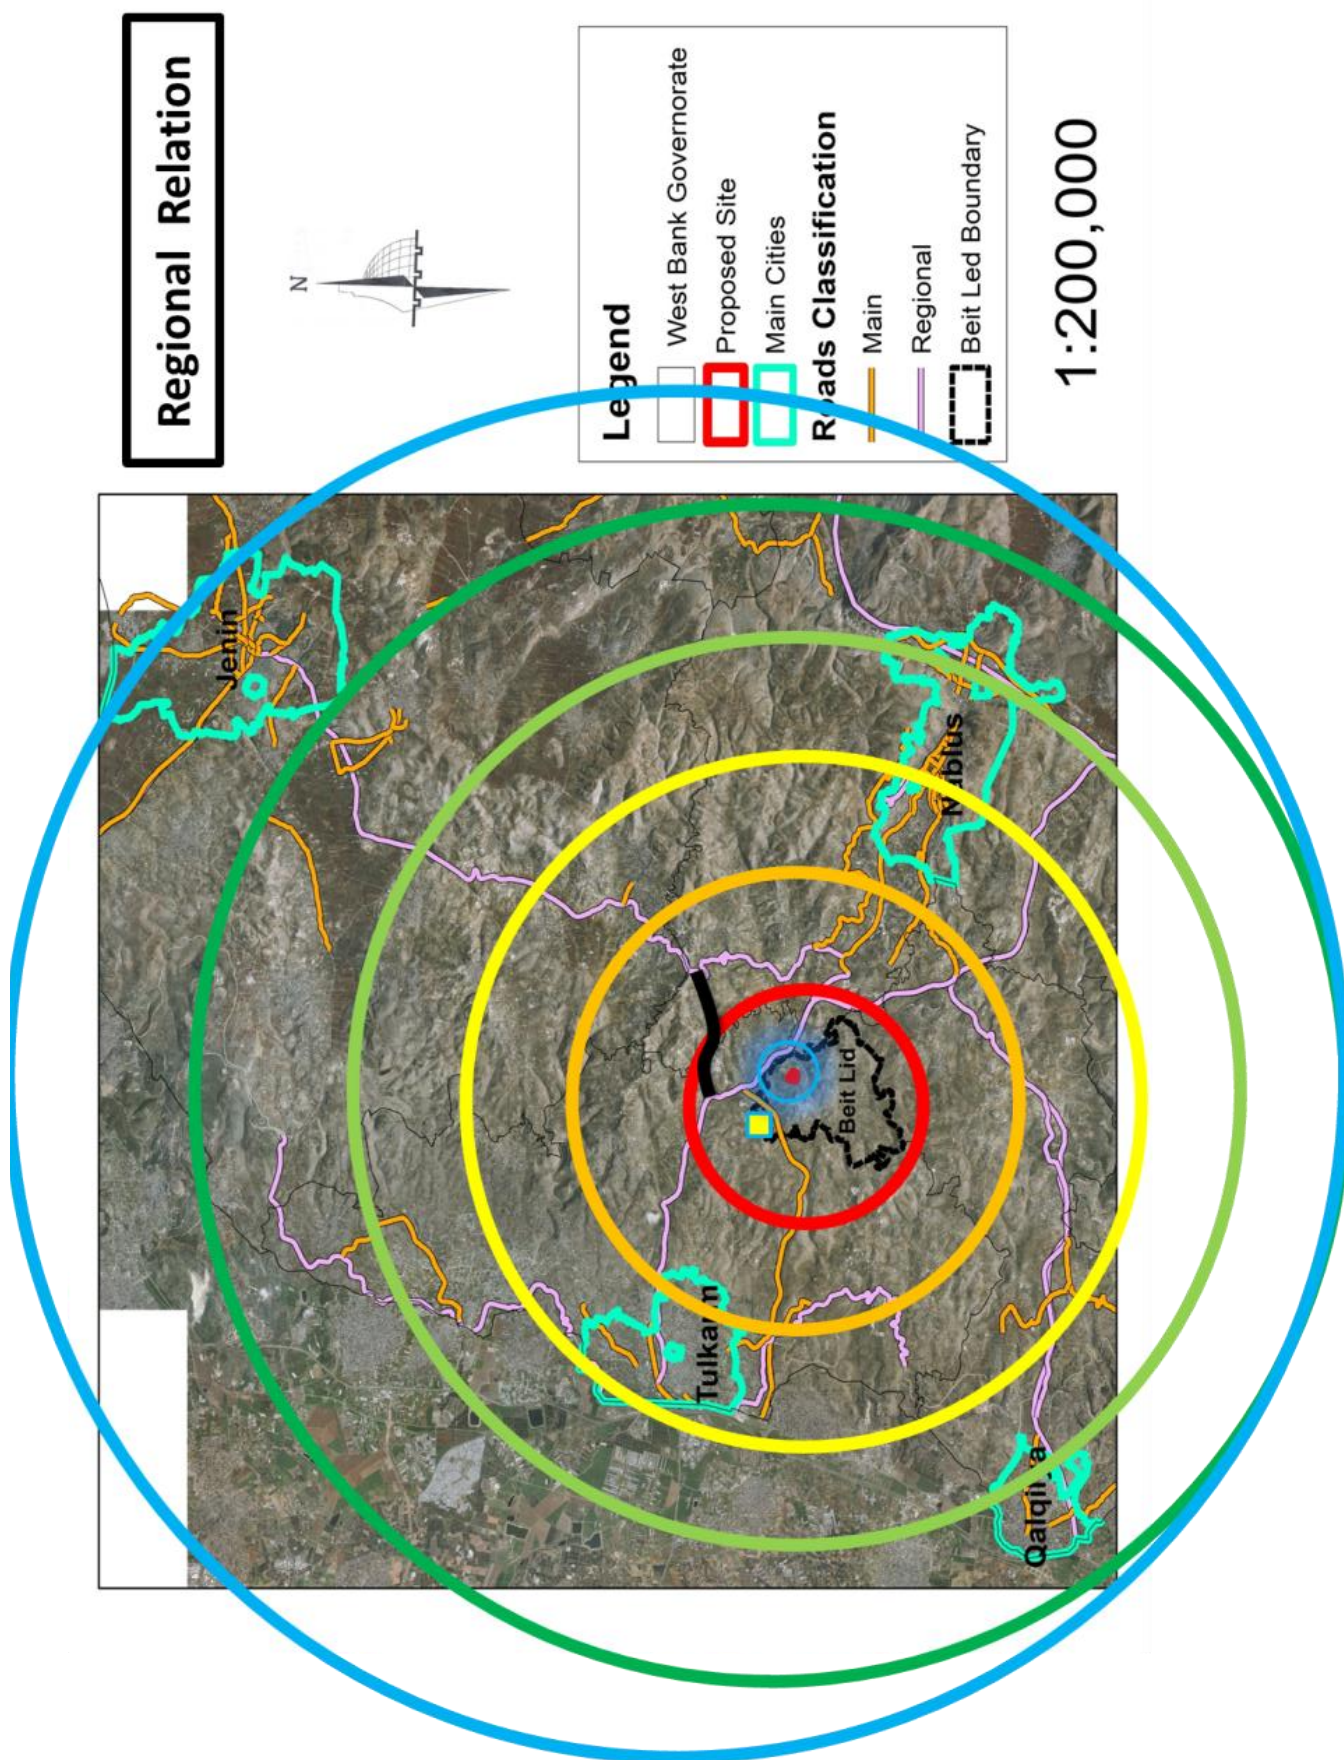 Regional Relation
N
Legend
West Bank Governorate
Proposed Site
Main Cities
Roads Classification
Main
Regional
Beit Led Boundary
1:200,000
Jenin
Nablus
Beit Lid
Tulkarm
Qalqiliya